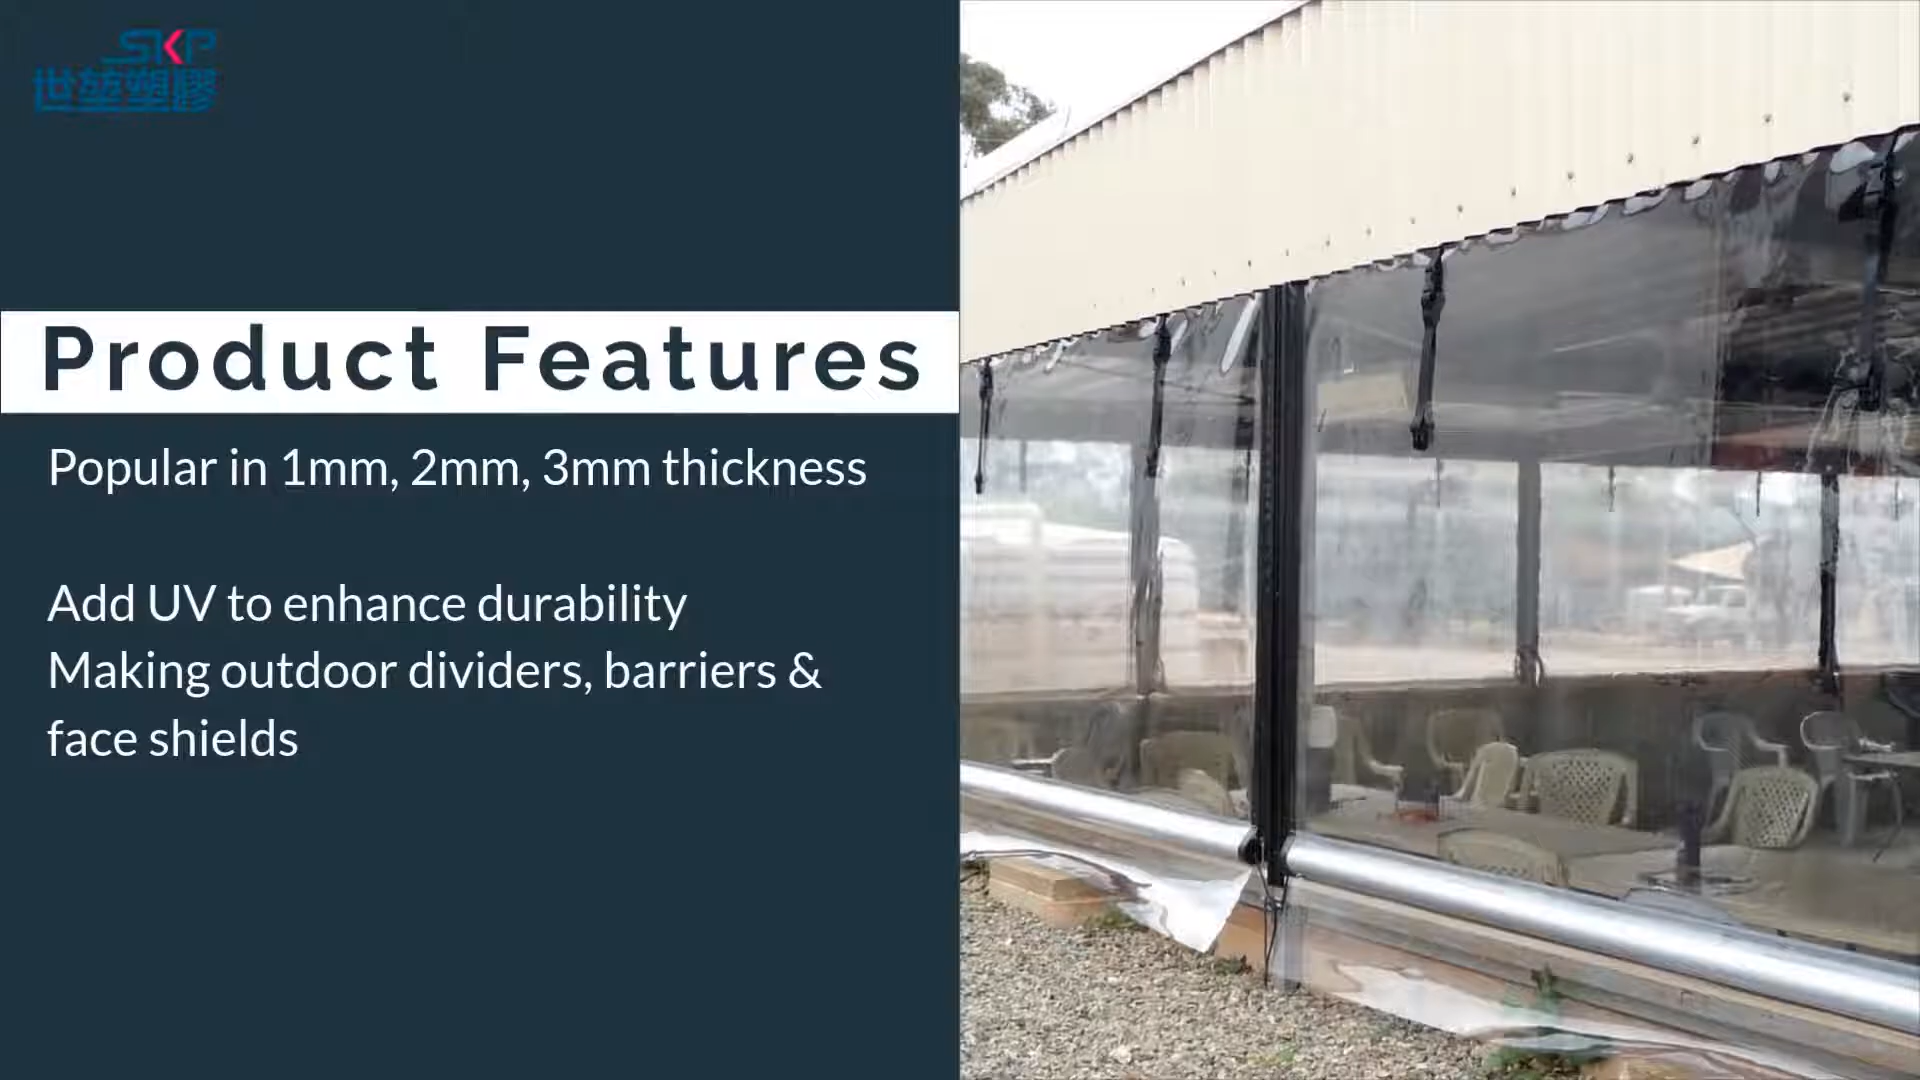 SKP
世堃塑膠
Product Features
Popular in 1mm, 2mm, 3mm thickness
Add UV to enhance durability
Making outdoor dividers, barriers &
face shields